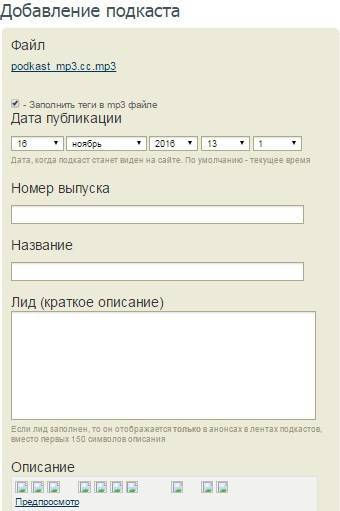 Добавление подкаста
Файл
podkast_mp3.cc.mp3
- Заполнить теги в mp3 файле
Дата публикации
16 ноябрь 2016 13 1
Дата, когда подкаст станет виден на сайте. По умолчанию - текущее время
Номер выпуска
Название
Лид (краткое описание)
Если лид заполнен, то он отображается только в анонсах в лентах подкастов,
вместо первых 150 символов описания
Описание
Предпросмотр